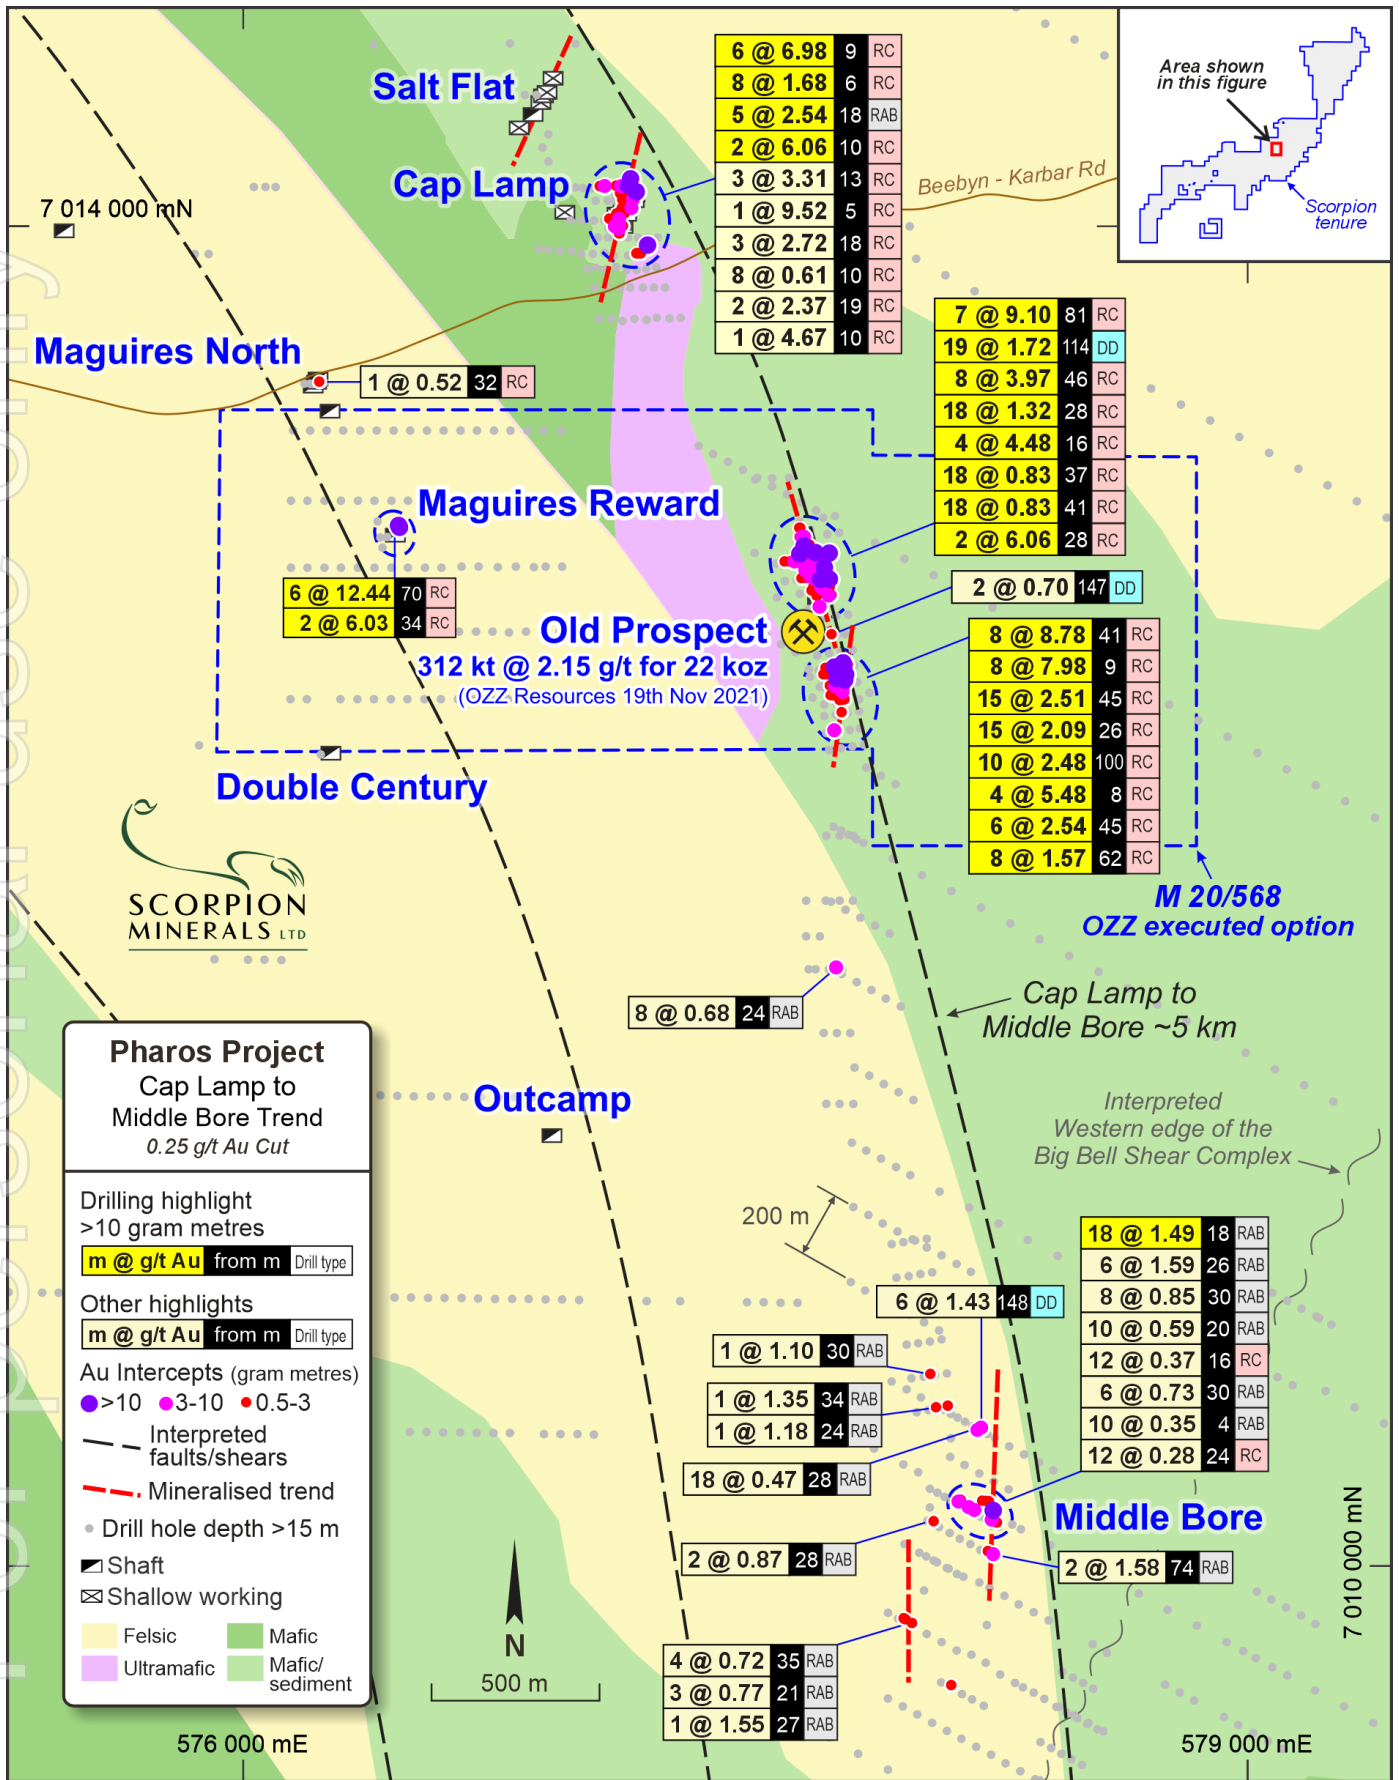 Salt Flat
Cap Lamp
7 014 000 mN
Maguires North
1 @ 0.52 32 RC
6 @ 6.98 9 RC
8 @ 1.68 6 RC
5 @ 2.54 18 RAB
2 @ 6.06 10 RC
3 @ 3.31 13 RC
1 @ 9.52 5 RC
3 @ 2.72 18 RC
8 @ 0.61 10 RC
2 @ 2.37 19 RC
1 @ 4.67 10 RC
Beebyn - Karbar Rd
Area shown
in this figure
Scorpion
tenure
7 @ 9.10 81 RC
19 @ 1.72 114 DD
8 @ 3.97 46 RC
18 @ 1.32 28 RC
4 @ 4.48 16 RC
18 @ 0.83 37 RC
18 @ 0.83 41 RC
2 @ 6.06 28 RC
Maguires Reward
6 @ 12.44 70 RC
2 @ 6.03 34 RC
2 @ 0.70 147 DD
Old Prospect
312 kt @ 2.15 g/t for 22 koz
(OZZ Resources 19th Nov 2021)
8 @ 8.78 41 RC
8 @ 7.98 9 RC
15 @ 2.51 45 RC
15 @ 2.09 26 RC
10 @ 2.48 100 RC
4 @ 5.48 8 RC
6 @ 2.54 45 RC
8 @ 1.57 62 RC
Double Century
SCORPION
MINERALS LTD
M 20/568
OZZ executed option
8 @ 0.68 24 RAB
Cap Lamp to
Middle Bore ~5 km
Outcamp
Interpreted
Western edge of the
Big Bell Shear Complex
200 m
Pharos Project
Cap Lamp to
Middle Bore Trend
0.25 g/t Au Cut
Drilling highlight
>10 gram metres
m @ g/t Au from m Drill type
Other highlights
m @ g/t Au from m Drill type
Au Intercepts (gram metres)
>10 3-10 0.5-3
Interpreted
faults/shears
Mineralised trend
Drill hole depth >15 m
Shaft
Shallow working
Felsic Mafic
Ultramafic Mafic/
sediment
6 @ 1.43 148 DD
1 @ 1.10 30 RAB
1 @ 1.35 34 RAB
1 @ 1.18 24 RAB
18 @ 0.47 28 RAB
2 @ 0.87 28 RAB
18 @ 1.49 18 RAB
6 @ 1.59 26 RAB
8 @ 0.85 30 RAB
10 @ 0.59 20 RAB
12 @ 0.37 16 RC
6 @ 0.73 30 RAB
10 @ 0.35 4 RAB
12 @ 0.28 24 RC
Middle Bore
2 @ 1.58 74 RAB
7 010 000 mN
4 @ 0.72 35 RAB
3 @ 0.77 21 RAB
1 @ 1.55 27 RAB
N
500 m
576 000 mE
579 000 mE